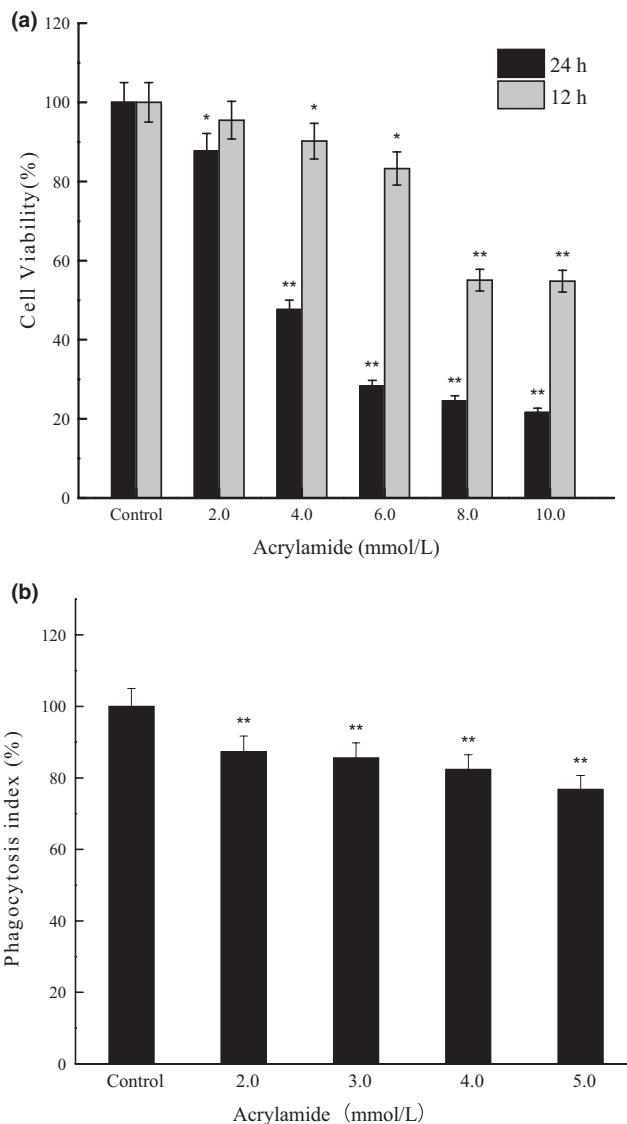 (a)
120
100
80
60
40
20
0
Cell Viability(%)
24 h
12 h
*
*
*
**
**
**
**
**
**
Control 2.0 4.0 6.0 8.0 10.0
Acrylamide (mmol/L)
(b)
120
100
80
60
40
20
0
Phagocytosis index (%)
**
**
**
**
Control 2.0 3.0 4.0 5.0
Acrylamide (mmol/L)